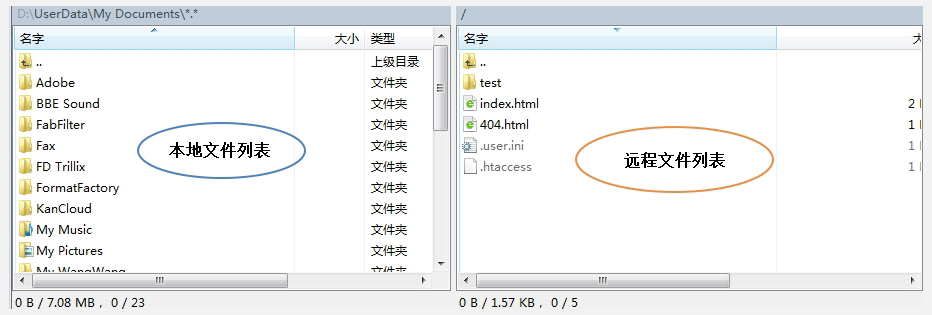 D:\UserData\My Documents\*.*
名字 大小 类型
.. 上级目录
Adobe 文件夹
BBE Sound 文件夹
FabFilter 文件夹
Fax 文件夹
FD Trillix 文件夹
FormatFactory 文件夹
KanCloud 文件夹
My Music 文件夹
My Pictures 文件夹
My WangWang
本地文件列表
0 B / 7.08 MB， 0 / 23
/
名字 大
..
test
index.html 2
404.html 1
.user.ini 1
.htaccess 1
远程文件列表
0 B / 1.57 KB， 0 / 5